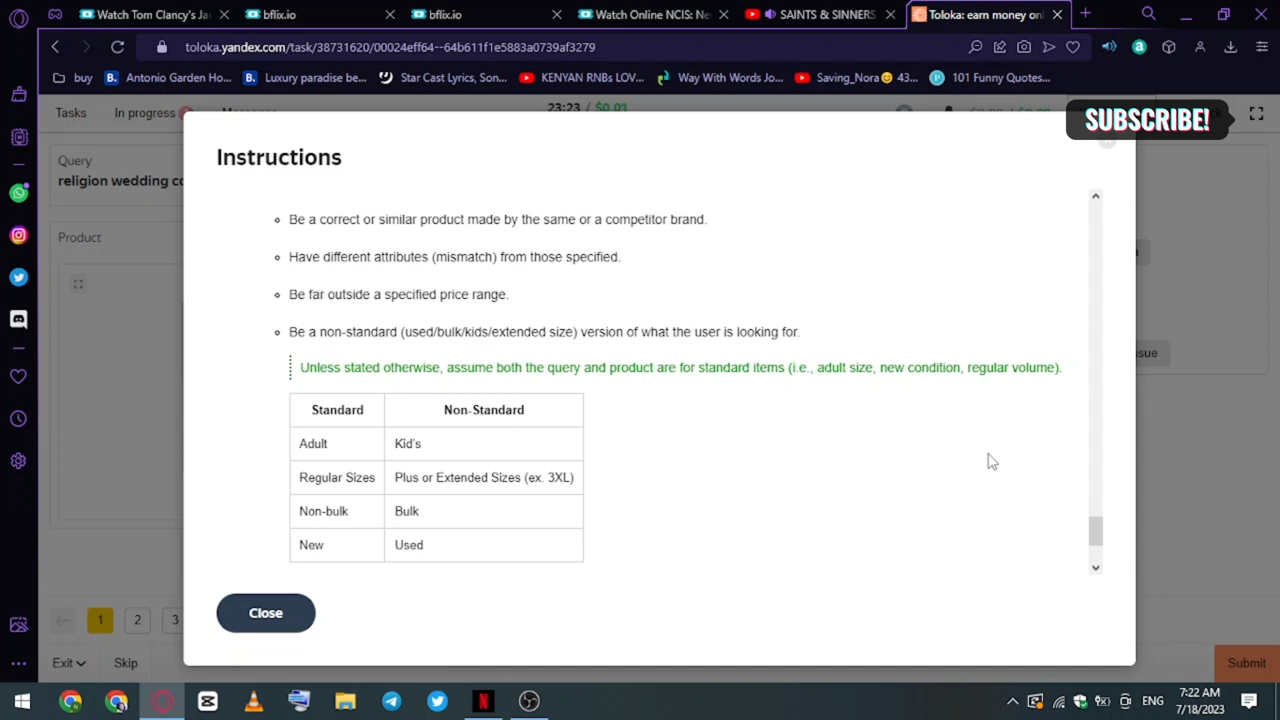 Watch Tom Clancy's Ja
bflix.io
bflix.io
Watch Online NCIS: Ne
SAINTS & SINNERS
Toloka: earn money onl
toloka.yandex.com/task/38731620/00024eff64--64b611f1e5883a0739af3279
buy
Antonio Garden Ho...
Luxury paradise be...
Star Cast Lyrics, Son...
KENYAN RNBs LOV...
Way With Words Jo...
Saving_Nora 43...
101 Funny Quotes...
Tasks
In progress
23:23 / $0.01
SUBSCRIBE!
Query
religion wedding co
Product
Instructions
Be a correct or similar product made by the same or a competitor brand.
Have different attributes (mismatch) from those specified.
Be far outside a specified price range.
Be a non-standard (used/bulk/kids/extended size) version of what the user is looking for.
Unless stated otherwise, assume both the query and product are for standard items (i.e., adult size, new condition, regular volume).
Standard Non-Standard
Adult Kid's
Regular Sizes Plus or Extended Sizes (ex. 3XL)
Non-bulk Bulk
New Used
Close
ssue
1 2 3
Exit
Skip
Submit
ENG
7:22 AM
7/18/2023